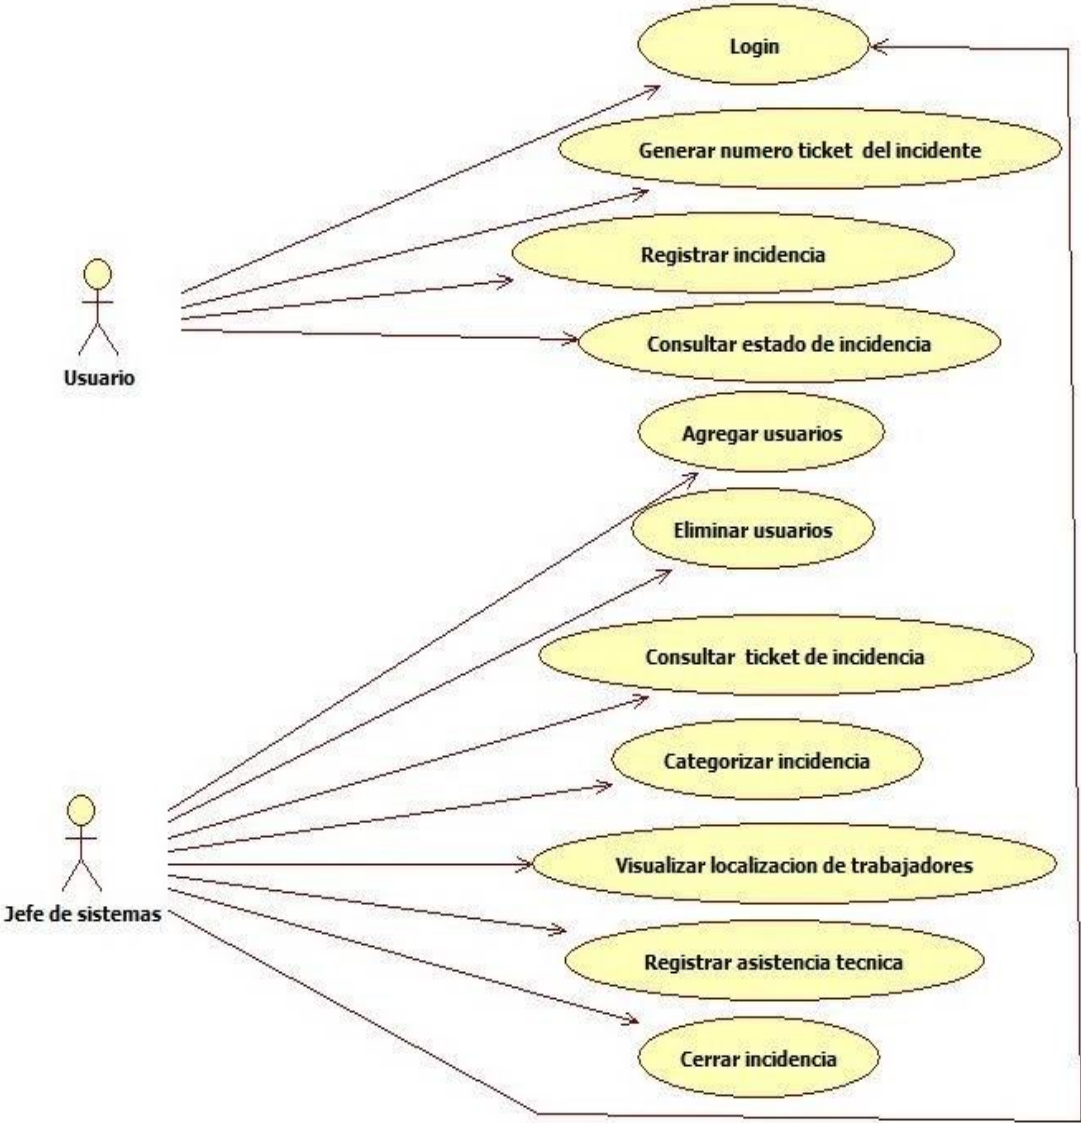 Login
Generar numero ticket del incidente
Registrar incidencia
Consultar estado de incidencia
Usuario
Agregar usuarios
Eliminar usuarios
Consultar ticket de incidencia
Categorizar incidencia
Visualizar localizacion de trabajadores
Jefe de sistemas
Registrar asistencia tecnica
Cerrar incidencia